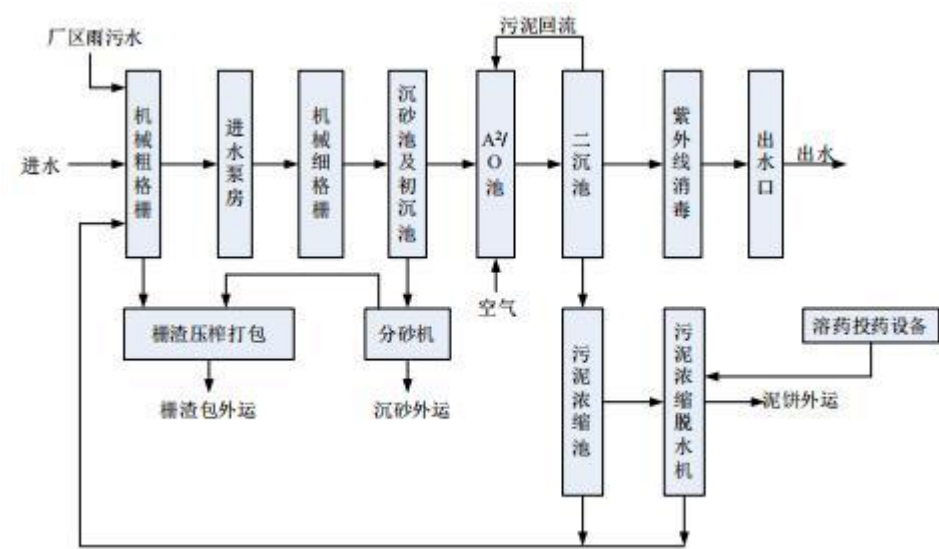 厂区雨污水
污泥回流
进水
机械粗格栅
进水泵房
机械细格栅
沉砂池及初沉池
A²/O池
二沉池
紫外线消毒
出水口
出水
空气
栅渣压榨打包
分砂机
溶药投药设备
栅渣包外运
沉砂外运
污泥浓缩池
污泥浓缩脱水机
泥饼外运